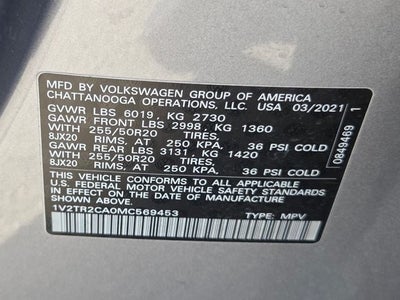 MFD BY VOLKSWAGEN GROUP OF AMERICA
CHATTANOOGA OPERATIONS, LLC. USA 03/2021
GVWR LBS 6019, KG 2730
GAWR FRONT LBS 2998, KG 1360
WITH 255/50R20 TIRES,
8JX20 RIMS, AT 250 KPA, 36 PSI COLD
GAWR REAR LBS 3131, KG 1420
WITH 255/50R20 TIRES,
8JX20 RIMS, AT 250 KPA, 36 PSI COLD
THIS VEHICLE CONFORMS TO ALL APPLICABLE
U.S. FEDERAL MOTOR VEHICLE SAFETY STANDARDS
IN EFFECT ON THE DATE OF MANUFACTURE
SHOWN ABOVE.
1V2TR2CA0MC569453 TYPE: MPV
0849469 1